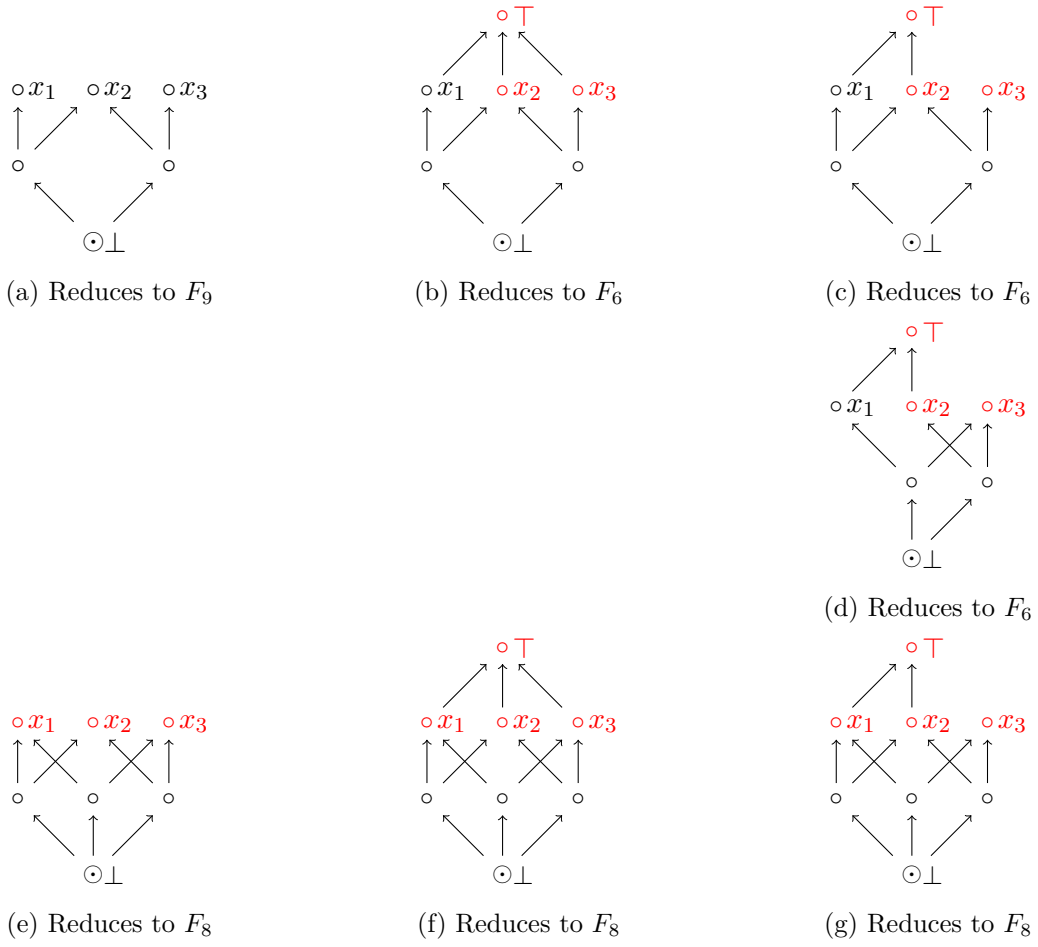 ⊤ ⊤
x₁ x₂ x₃ x₁ x₂ x₃ x₁ x₂ x₃
⊥ ⊥ ⊥
(a) Reduces to F₉ (b) Reduces to F₆ (c) Reduces to F₆
⊤
x₁ x₂ x₃
⊥
(d) Reduces to F₆
⊤ ⊤
x₁ x₂ x₃ x₁ x₂ x₃ x₁ x₂ x₃
⊥ ⊥ ⊥
(e) Reduces to F₈ (f) Reduces to F₈ (g) Reduces to F₈